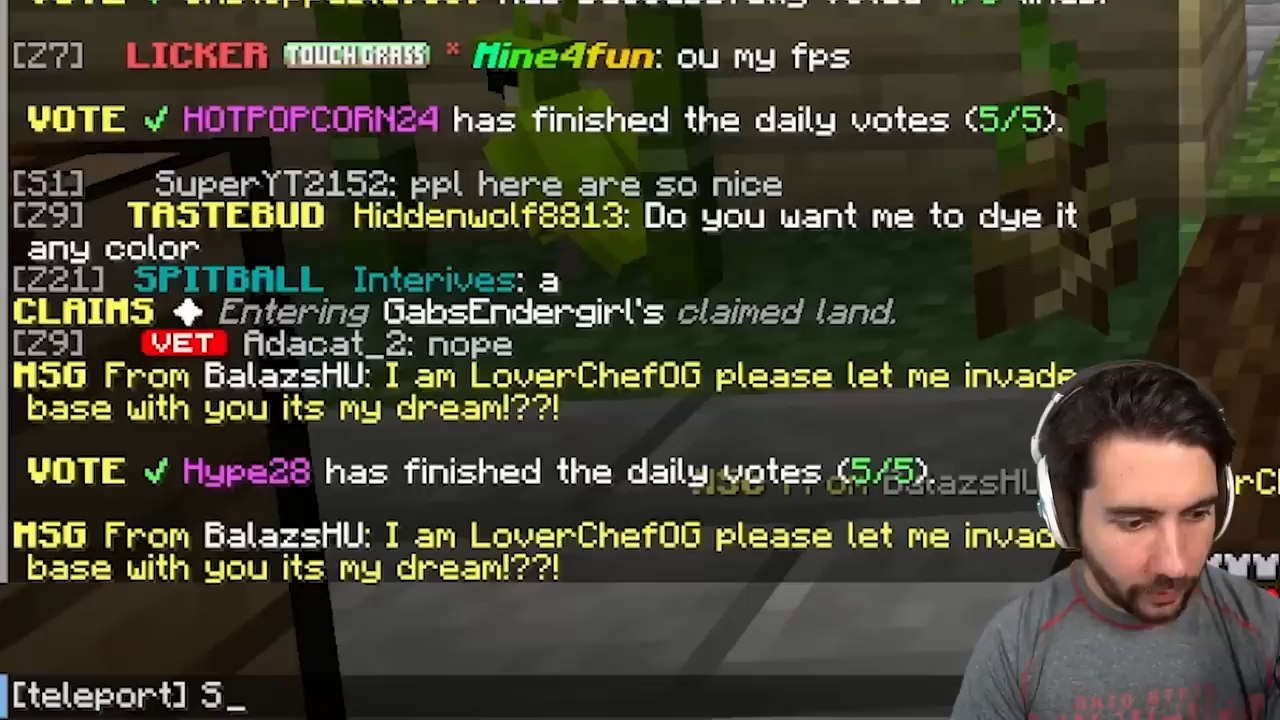 [Z7] LICKER TOUCH GRASS * Mine4fun: ou my fps
VOTE ✓ HOTPOPCORN24 has finished the daily votes (5/5).
[S1] SuperYT2152: ppl here are so nice
[Z9] TASTEBUD Hiddenwolf8813: Do you want me to dye it
any color
[Z21] SPITBALL Interives: a
CLAIMS Entering GabsEndergirl's claimed land.
[Z9] VET Adacat_2: nope
MSG From BalazsHU: I am LoverChefOG please let me invade
base with you its my dream!??!
VOTE ✓ Hype28 has finished the daily votes (5/5).
MSG From BalazsHU
MSG From BalazsHU: I am LoverChefOG please let me invad
base with you its my dream!??!
[teleport] S_